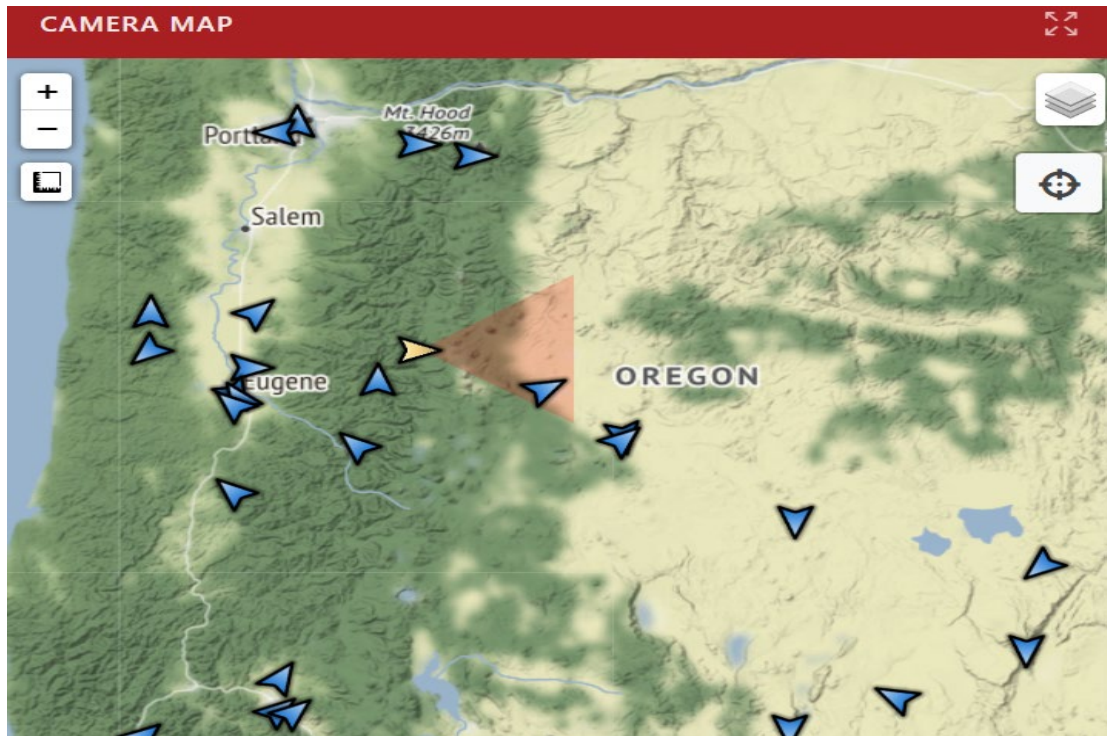 CAMERA MAP
+
−
Mt. Hood
3426m
Portland
Salem
Eugene
OREGON